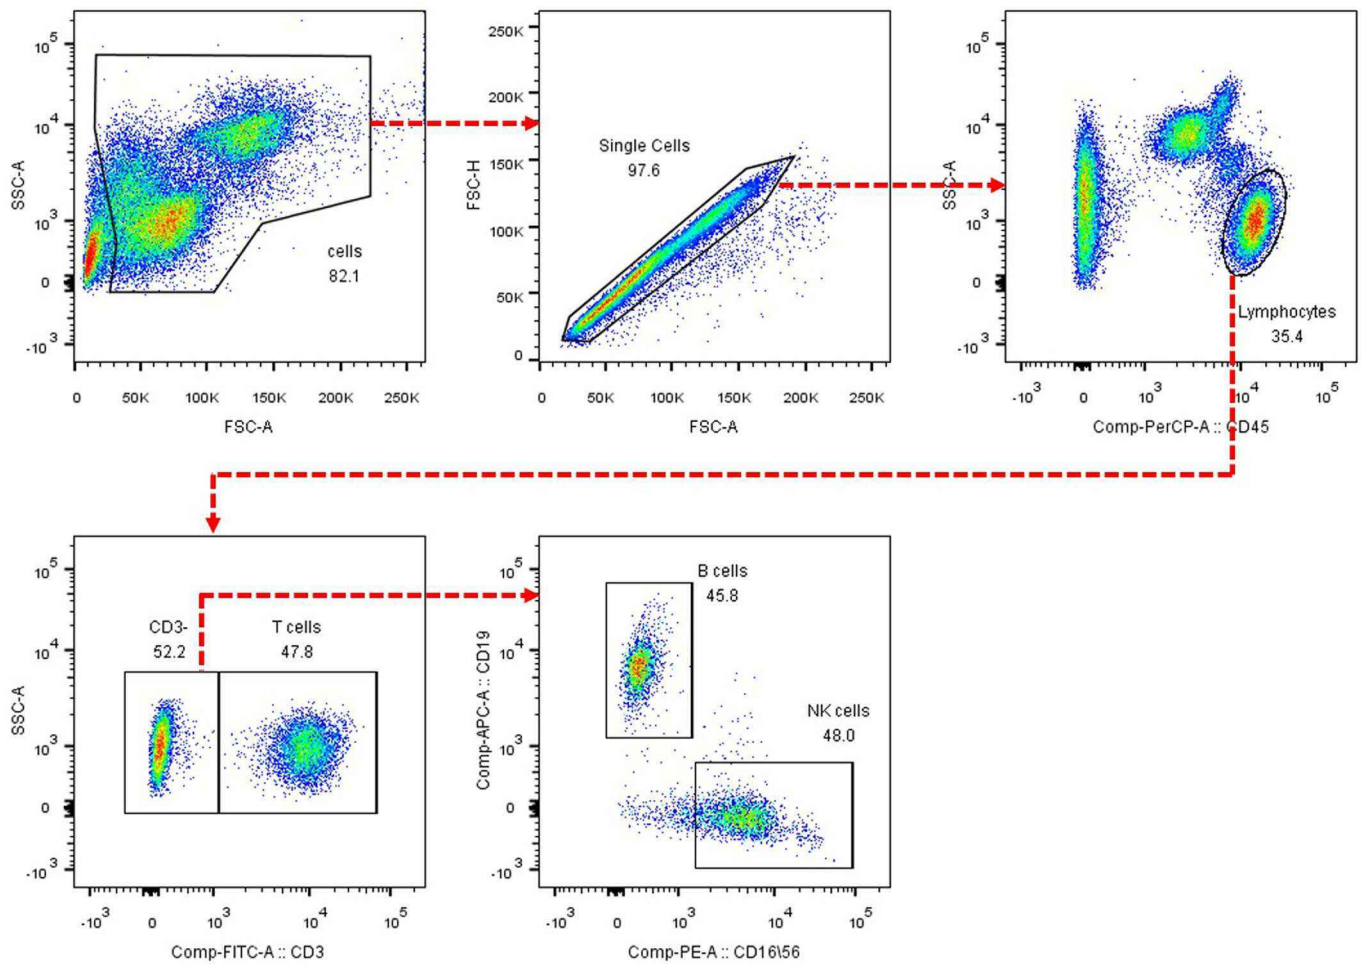 10^5
10^4
10^3
0
-10^3
SSC-A
cells
82.1
0 50K 100K 150K 200K 250K
FSC-A
250K
200K
150K
100K
50K
0
FSC-H
Single Cells
97.6
0 50K 100K 150K 200K 250K
FSC-A
10^5
10^4
10^3
0
-10^3
SSC-A
Lymphocytes
35.4
-10^3 0 10^3 10^4 10^5
Comp-PerCP-A :: CD45
10^5
10^4
10^3
0
-10^3
SSC-A
CD3-
52.2
T cells
47.8
-10^3 0 10^3 10^4 10^5
Comp-FITC-A :: CD3
10^5
10^4
10^3
0
-10^3
Comp-APC-A :: CD19
B cells
45.8
NK cells
48.0
-10^3 0 10^3 10^4 10^5
Comp-PE-A :: CD16\56